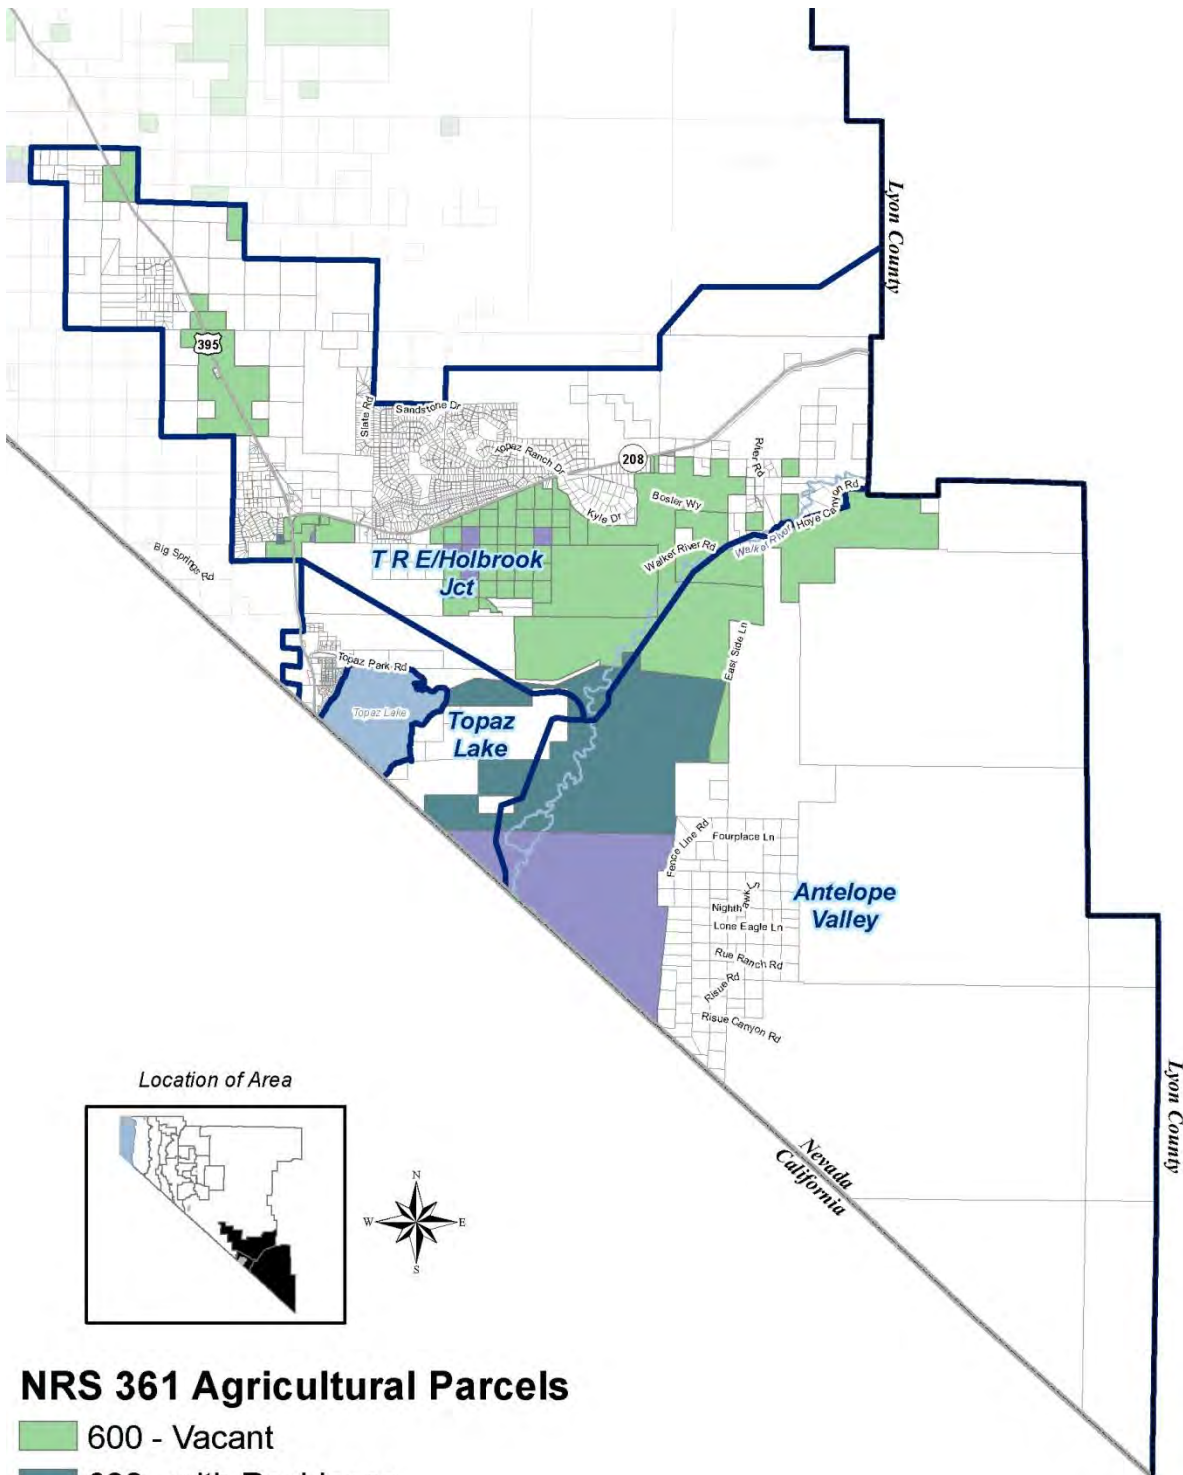 Lyon County
395
Slate Rd
Sandstone Dr
Topaz Ranch Dr
208
River Rd
Bosler Wy
Kyle Dr
Hoye Canyon Rd
Walker River
Walker River Rd
Big Springs Rd
T R E/Holbrook
Jct
East Side Ln
Topaz Park Rd
Topaz Lake
Topaz
Lake
Fence Line Rd
Fourplace Ln
Antelope
Valley
Nighthawk
Lone Eagle Ln
Rue Ranch Rd
Risue Rd
Risue Canyon Rd
Lyon County
Nevada
California
Location of Area
N
W
E
S
NRS 361 Agricultural Parcels
600 - Vacant